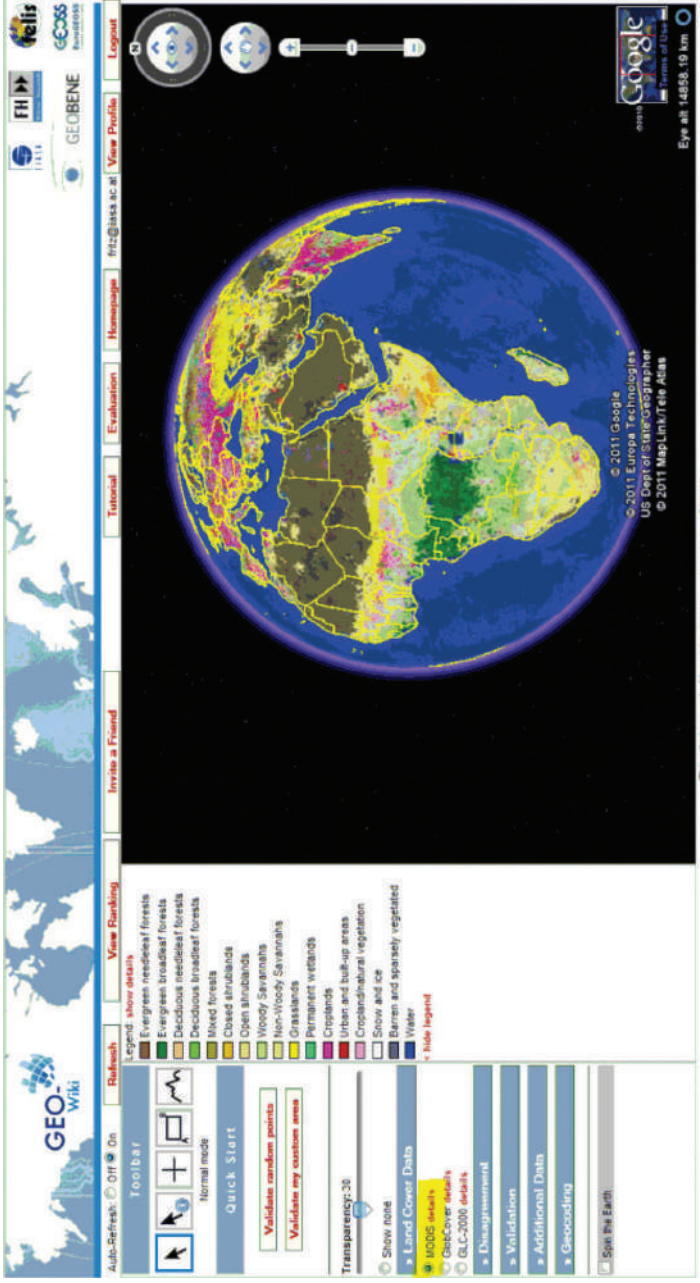 GEO-
Wiki
IIASA
FH
felis
GEOSS
EuroGEOSS
GEOBENE
Auto-Refresh: Off On
Refresh
View Ranking
Invite a Friend
Tutorial
Evaluation
Homepage
fritz@iiasa.ac.at
View Profile
Logout
Toolbar
Normal mode
Quick Start
Validate random points
Validate my custom area
Transparency: 30
Show none
» Land Cover Data
MODIS details
GlobCover details
GLC-2000 details
» Disagreement
» Validation
» Additional Data
» Geocoding
Spin the Earth
Legend: show details
Evergreen needleleaf forests
Evergreen broadleaf forests
Deciduous needleleaf forests
Deciduous broadleaf forests
Mixed forests
Closed shrublands
Open shrublands
Woody Savannahs
Non-Woody Savannahs
Grasslands
Permanent wetlands
Croplands
Urban and built-up areas
Cropland/natural vegetation
Snow and ice
Barren and sparsely vegetated
Water
< hide legend
N
© 2011 Google
© 2011 Europa Technologies
US Dept of State Geographer
© 2011 MapLink/Tele Atlas
©2010 Google
Terms of Use
Eye alt 14858.19 km